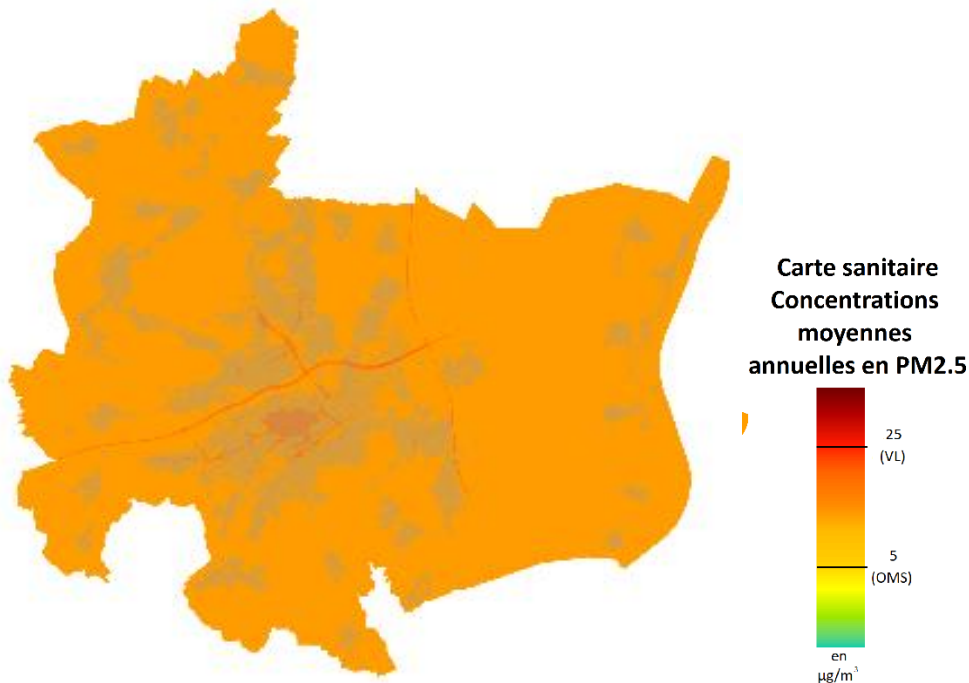 Carte sanitaire
Concentrations
moyennes
annuelles en PM2.5
25
(VL)
5
(OMS)
en
µg/m³